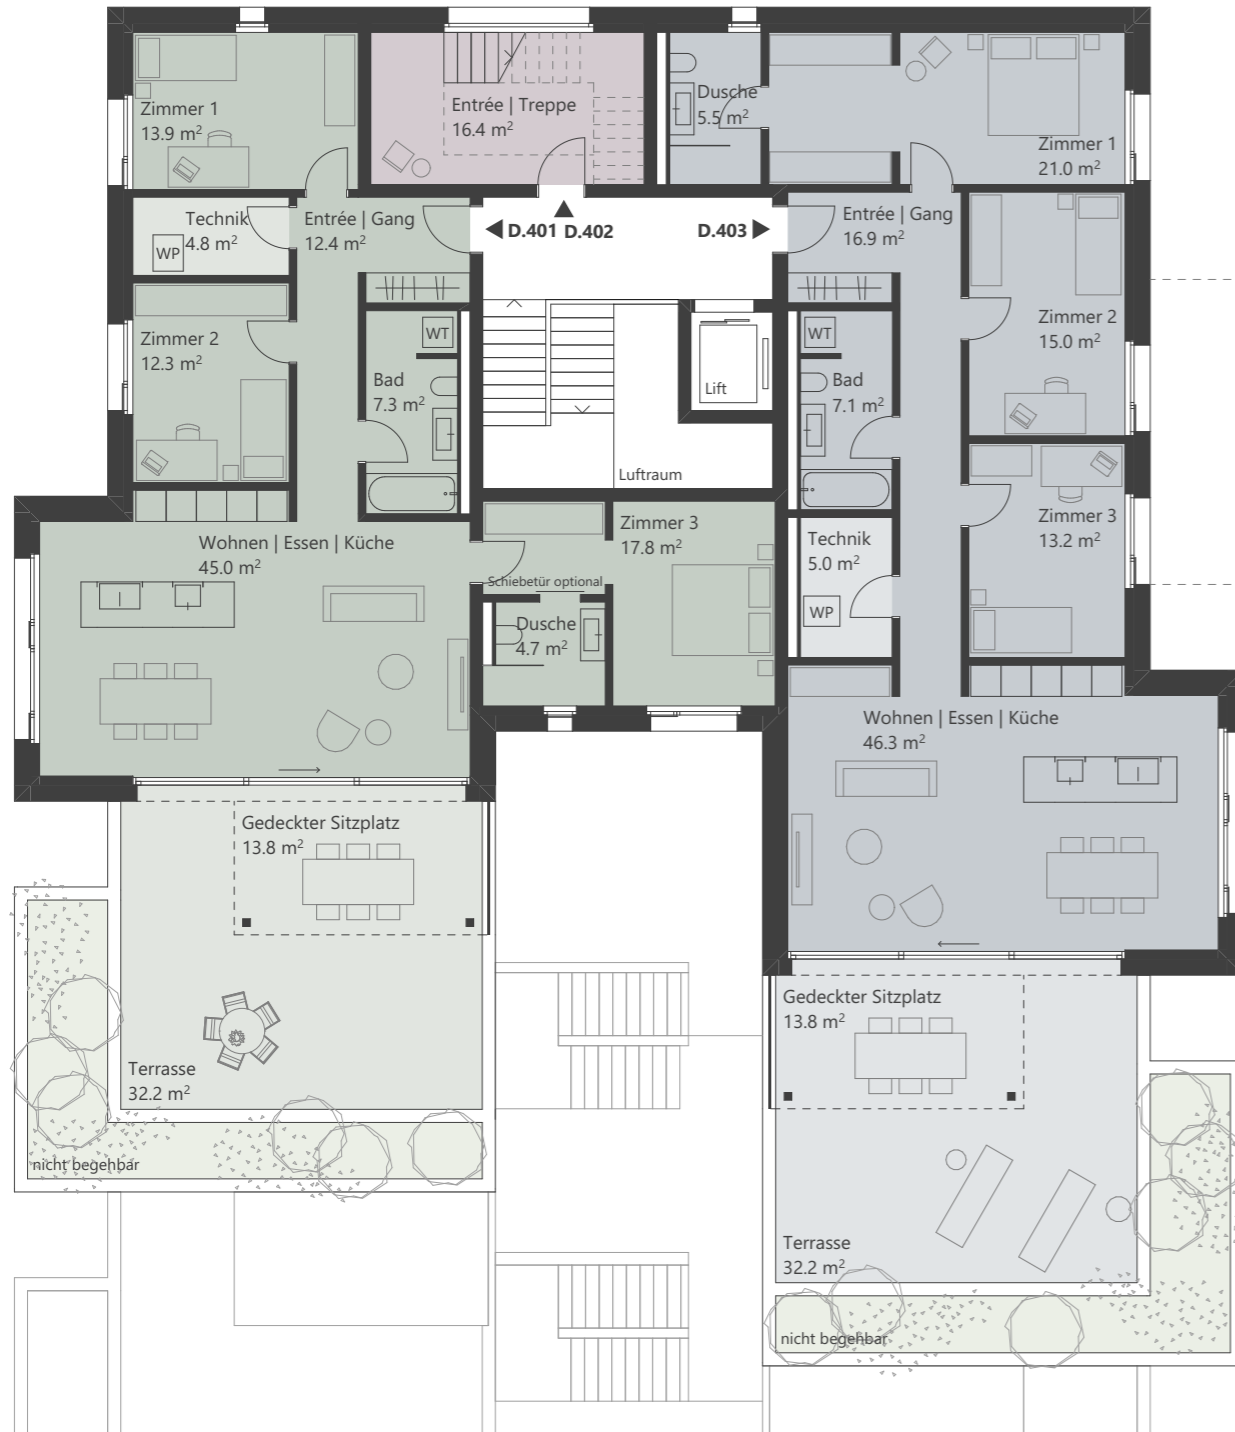 Zimmer 1
13.9 m²
Entrée | Treppe
16.4 m²
Dusche
5.5 m²
Zimmer 1
21.0 m²
Technik
4.8 m²
WP
Entrée | Gang
12.4 m²
D.401
D.402
D.403
Entrée | Gang
16.9 m²
Zimmer 2
12.3 m²
WT
Bad
7.3 m²
Lift
WT
Bad
7.1 m²
Zimmer 2
15.0 m²
Luftraum
Wohnen | Essen | Küche
45.0 m²
Zimmer 3
17.8 m²
Schiebetür optional
Dusche
4.7 m²
Technik
5.0 m²
WP
Zimmer 3
13.2 m²
Wohnen | Essen | Küche
46.3 m²
Gedeckter Sitzplatz
13.8 m²
Terrasse
32.2 m²
nicht begehbar
Gedeckter Sitzplatz
13.8 m²
Terrasse
32.2 m²
nicht begehbar